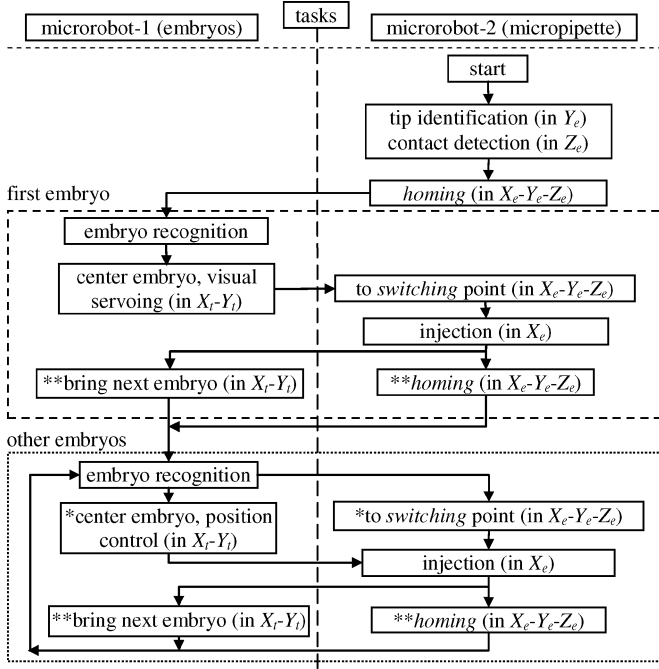 tasks
microrobot-1 (embryos)
microrobot-2 (micropipette)
start
tip identification (in Yₑ)
contact detection (in Zₑ)
homing (in Xₑ-Yₑ-Zₑ)
first embryo
embryo recognition
center embryo, visual
servoing (in Xₜ-Yₜ)
to switching point (in Xₑ-Yₑ-Zₑ)
injection (in Xₑ)
**bring next embryo (in Xₜ-Yₜ)
**homing (in Xₑ-Yₑ-Zₑ)
other embryos
embryo recognition
*center embryo, position
control (in Xₜ-Yₜ)
*to switching point (in Xₑ-Yₑ-Zₑ)
injection (in Xₑ)
**bring next embryo (in Xₜ-Yₜ)
**homing (in Xₑ-Yₑ-Zₑ)